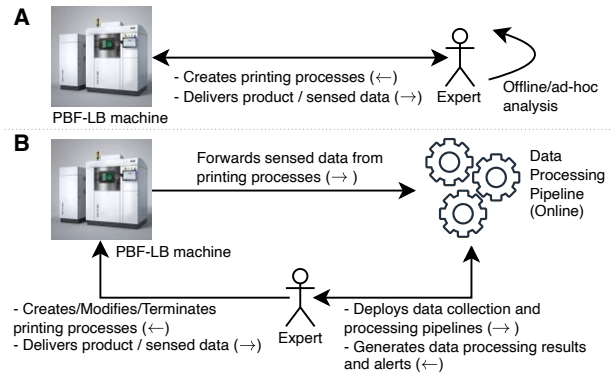 A
- Creates printing processes (←)
- Delivers product / sensed data (→)
PBF-LB machine
Expert
Offline/ad-hoc
analysis
B
Forwards sensed data from
printing processes (→ )
Data
Processing
Pipeline
(Online)
PBF-LB machine
- Creates/Modifies/Terminates
printing processes (←)
- Delivers product / sensed data (→)
Expert
- Deploys data collection and
processing pipelines (→ )
- Generates data processing results
and alerts (←)